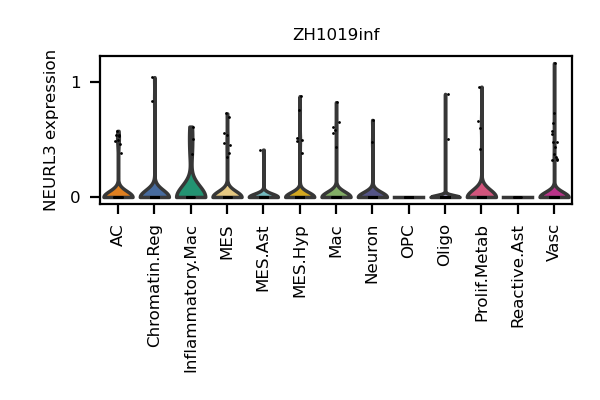 ZH1019inf
NEURL3 expression
1
0
AC
Chromatin.Reg
Inflammatory.Mac
MES
MES.Ast
MES.Hyp
Mac
Neuron
OPC
Oligo
Prolif.Metab
Reactive.Ast
Vasc